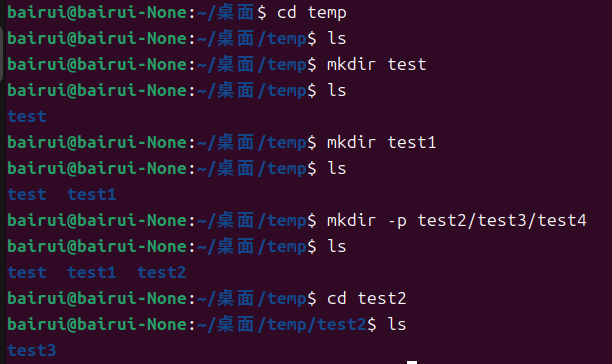 bairui@bairui-None:~/桌面$ cd temp
bairui@bairui-None:~/桌面/temp$ ls
bairui@bairui-None:~/桌面/temp$ mkdir test
bairui@bairui-None:~/桌面/temp$ ls
test
bairui@bairui-None:~/桌面/temp$ mkdir test1
bairui@bairui-None:~/桌面/temp$ ls
test  test1
bairui@bairui-None:~/桌面/temp$ mkdir -p test2/test3/test4
bairui@bairui-None:~/桌面/temp$ ls
test  test1  test2
bairui@bairui-None:~/桌面/temp$ cd test2
bairui@bairui-None:~/桌面/temp/test2$ ls
test3